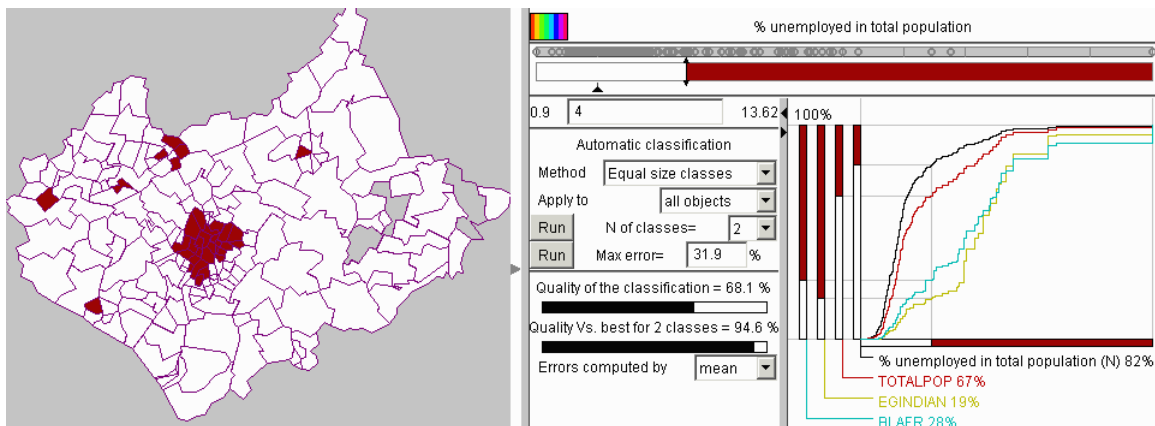 % unemployed in total population
0.9 4 13.62
100%
Automatic classification
Method Equal size classes
Apply to all objects
Run N of classes= 2
Run Max error= 31.9 %
Quality of the classification = 68.1 %
Quality Vs. best for 2 classes = 94.6 %
Errors computed by mean
% unemployed in total population (N) 82%
TOTALPOP 67%
EGINDIAN 19%
BLAFR 28%